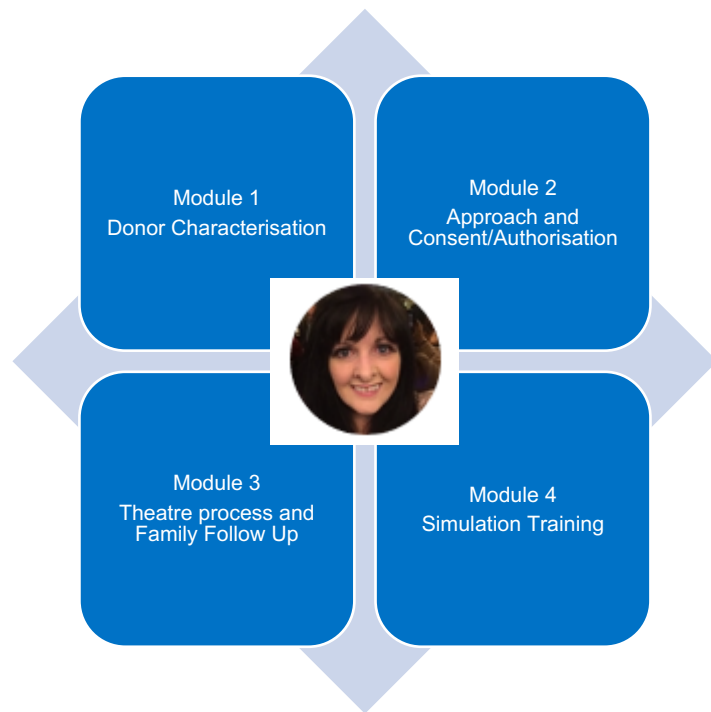 Module 1
Donor Characterisation
Module 2
Approach and
Consent/Authorisation
Module 3
Theatre process and
Family Follow Up
Module 4
Simulation Training